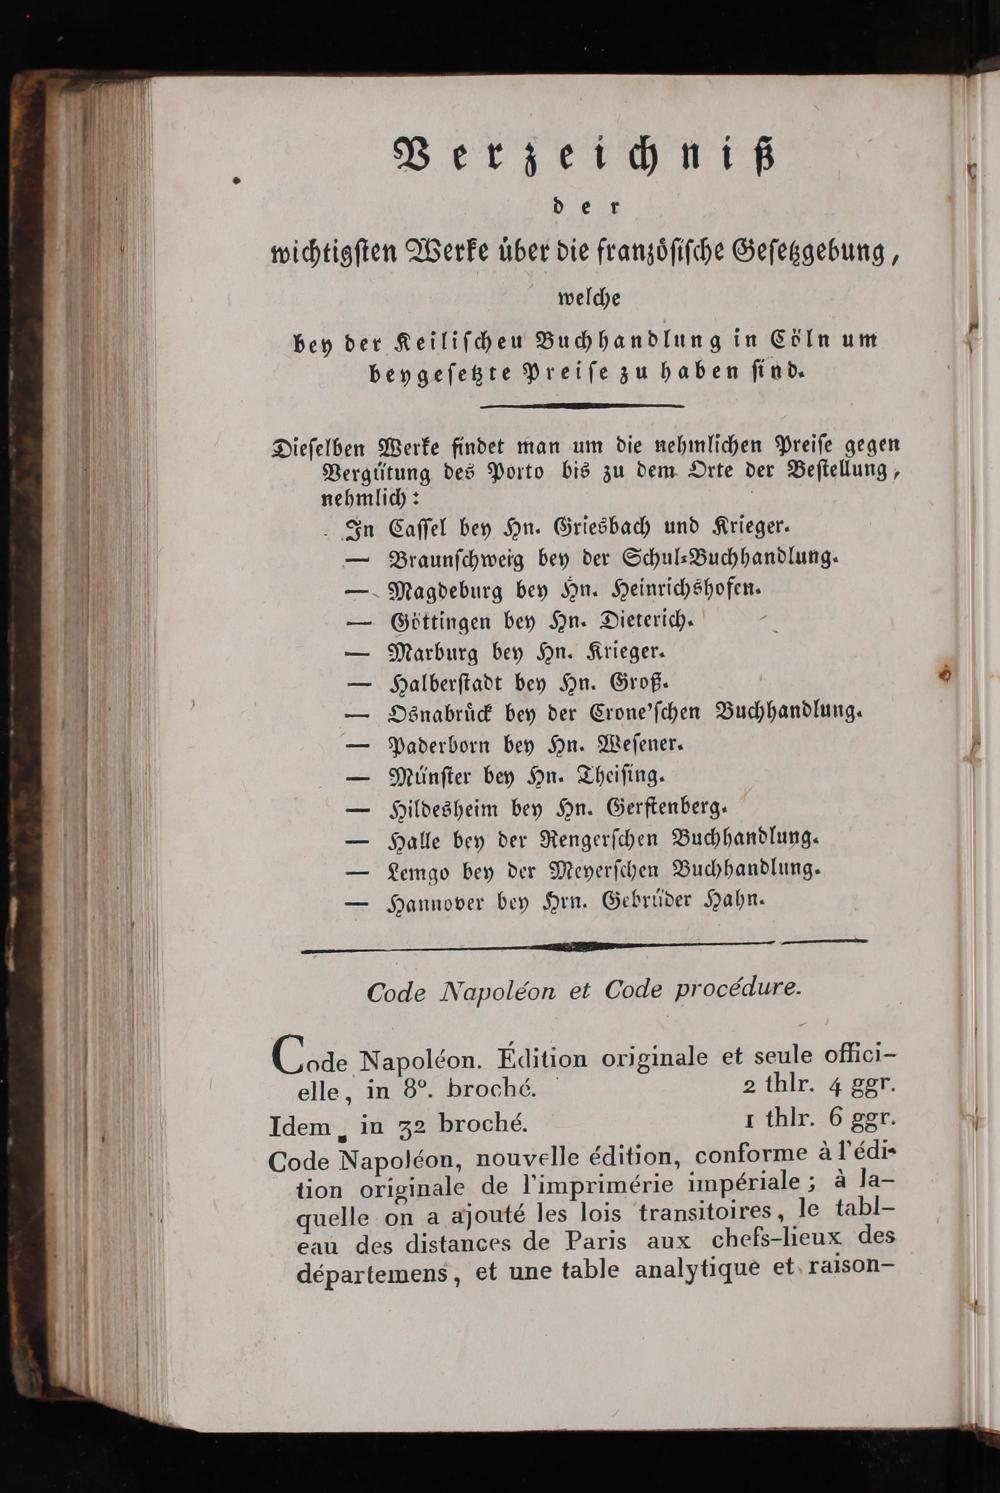 Verzeichniß
der
wichtigſten Werke uͤber die franzoͤſiſche Geſetzgebung,
welche
bey der Keiliſcheu Buchhandlung in Cöln um
beygeſetzte Preiſe zu haben ſind.
Dieſelben Werke findet man um die nehmlichen Preiſe gegen
Vergütung des Porto bis zu dem Orte der Beſtellung,
nehmlich:
In Caſſel bey Hn. Griesbach und Krieger.
— Braunſchweig bey der Schul⸗Buchhandlung.
— Magdeburg bey Hn. Heinrichshofen.
— Göttingen bey Hn. Dieterich.
— Marburg bey Hn. Krieger.
— Halberſtadt bey Hn. Groß.
— Osnabruͤck bey der Crone'ſchen Buchhandlung.
— Paderborn bey Hn. Weſener.
— Münſter bey Hn. Theiſing.
— Hildesheim bey Hn. Gerſtenberg.
— Halle bey der Rengerſchen Buchhandlung.
— Lemgo bey der Meyerſchen Buchhandlung.
— Hannover bey Hrn. Gebrüder Hahn.
Code Napoléon et Code procédure.
Code Napoléon. Édition originale et seule offici-
elle, in 8º. broché. 2 thlr. 4 ggr.
Idem, in 32 broché. 1 thlr. 6 ggr.
Code Napoléon, nouvelle édition, conforme à l'édi-
tion originale de l'imprimérie impériale; à la-
quelle on a ajouté les lois transitoires, le tabl-
eau des distances de Paris aux chefs-lieux des
départemens, et une table analytique et raison-